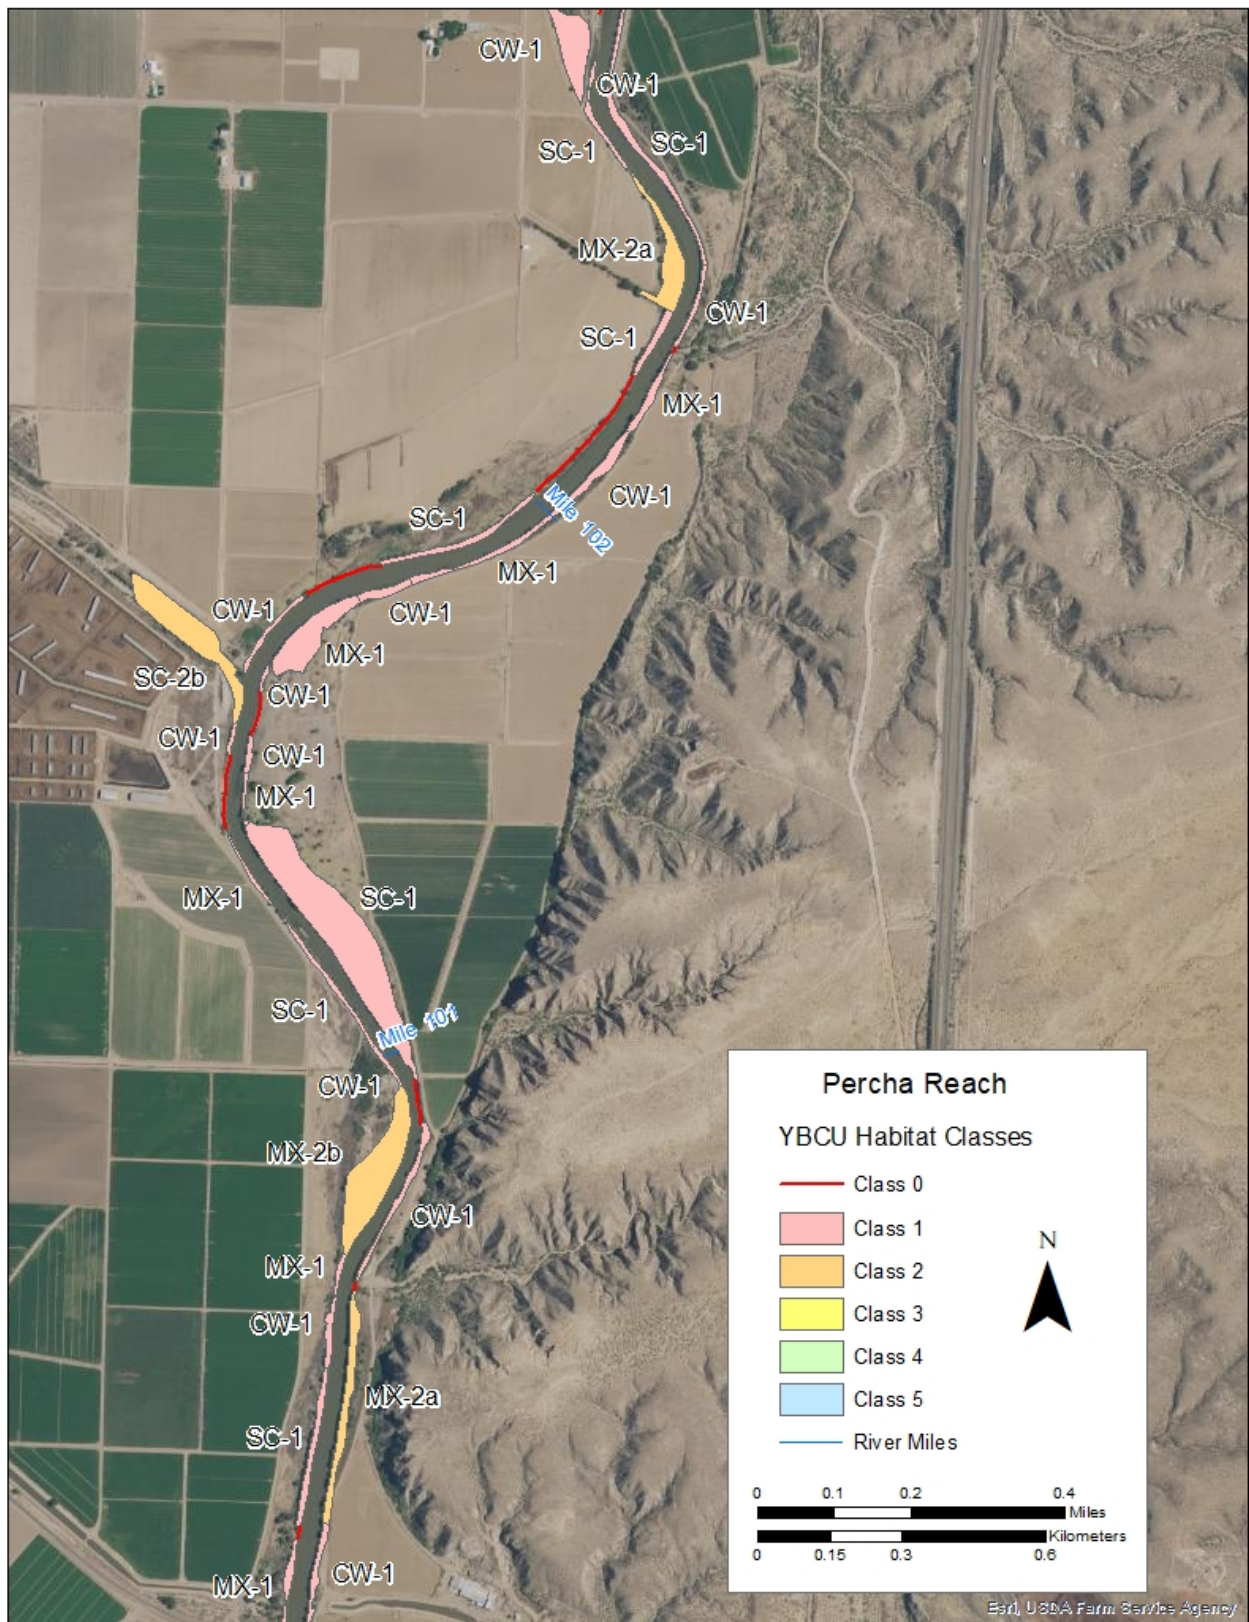 CW-1
CW-1
SC-1
SC-1
MX-2a
CW-1
SC-1
MX-1
CW-1
SC-1
Mile 102
MX-1
CW-1
CW-1
MX-1
SC-2b
CW-1
CW-1
CW-1
MX-1
MX-1
SC-1
SC-1
Mile 101
CW-1
MX-2b
CW-1
MX-1
CW-1
MX-2a
SC-1
CW-1
MX-1
Percha Reach
YBCU Habitat Classes
Class 0
Class 1
Class 2
Class 3
Class 4
Class 5
River Miles
N
0 0.1 0.2 0.4
Miles
Kilometers
0 0.15 0.3 0.6
Esri, USDA Farm Service Agency